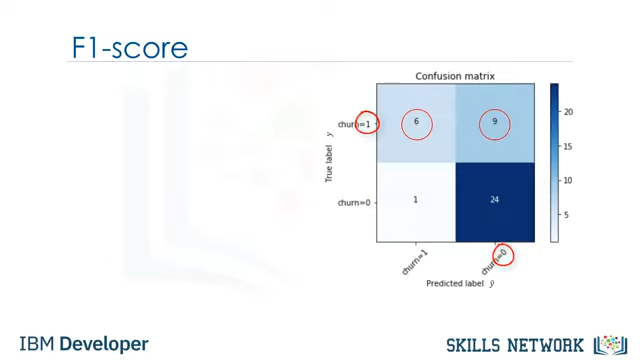 F1-score
Confusion matrix
True label y
churn=1
6
9
churn=0
1
24
churn=1
churn=0
Predicted label ŷ
20
15
10
5
IBM Developer
SKILLS NETWORK